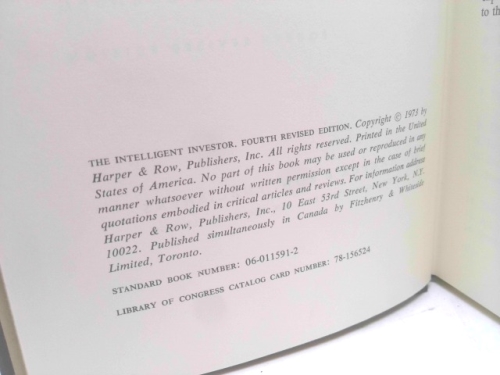 to th
THE INTELLIGENT INVESTOR. FOURTH REVISED EDITION. Copyright © 1973 by
Harper & Row, Publishers, Inc. All rights reserved. Printed in the United
States of America. No part of this book may be used or reproduced in any
manner whatsoever without written permission except in the case of brief
quotations embodied in critical articles and reviews. For information address
Harper & Row, Publishers, Inc., 10 East 53rd Street, New York, N.Y.
10022. Published simultaneously in Canada by Fitzhenry & Whiteside
Limited, Toronto.
STANDARD BOOK NUMBER: 06-011591-2
LIBRARY OF CONGRESS CATALOG CARD NUMBER: 78-156524